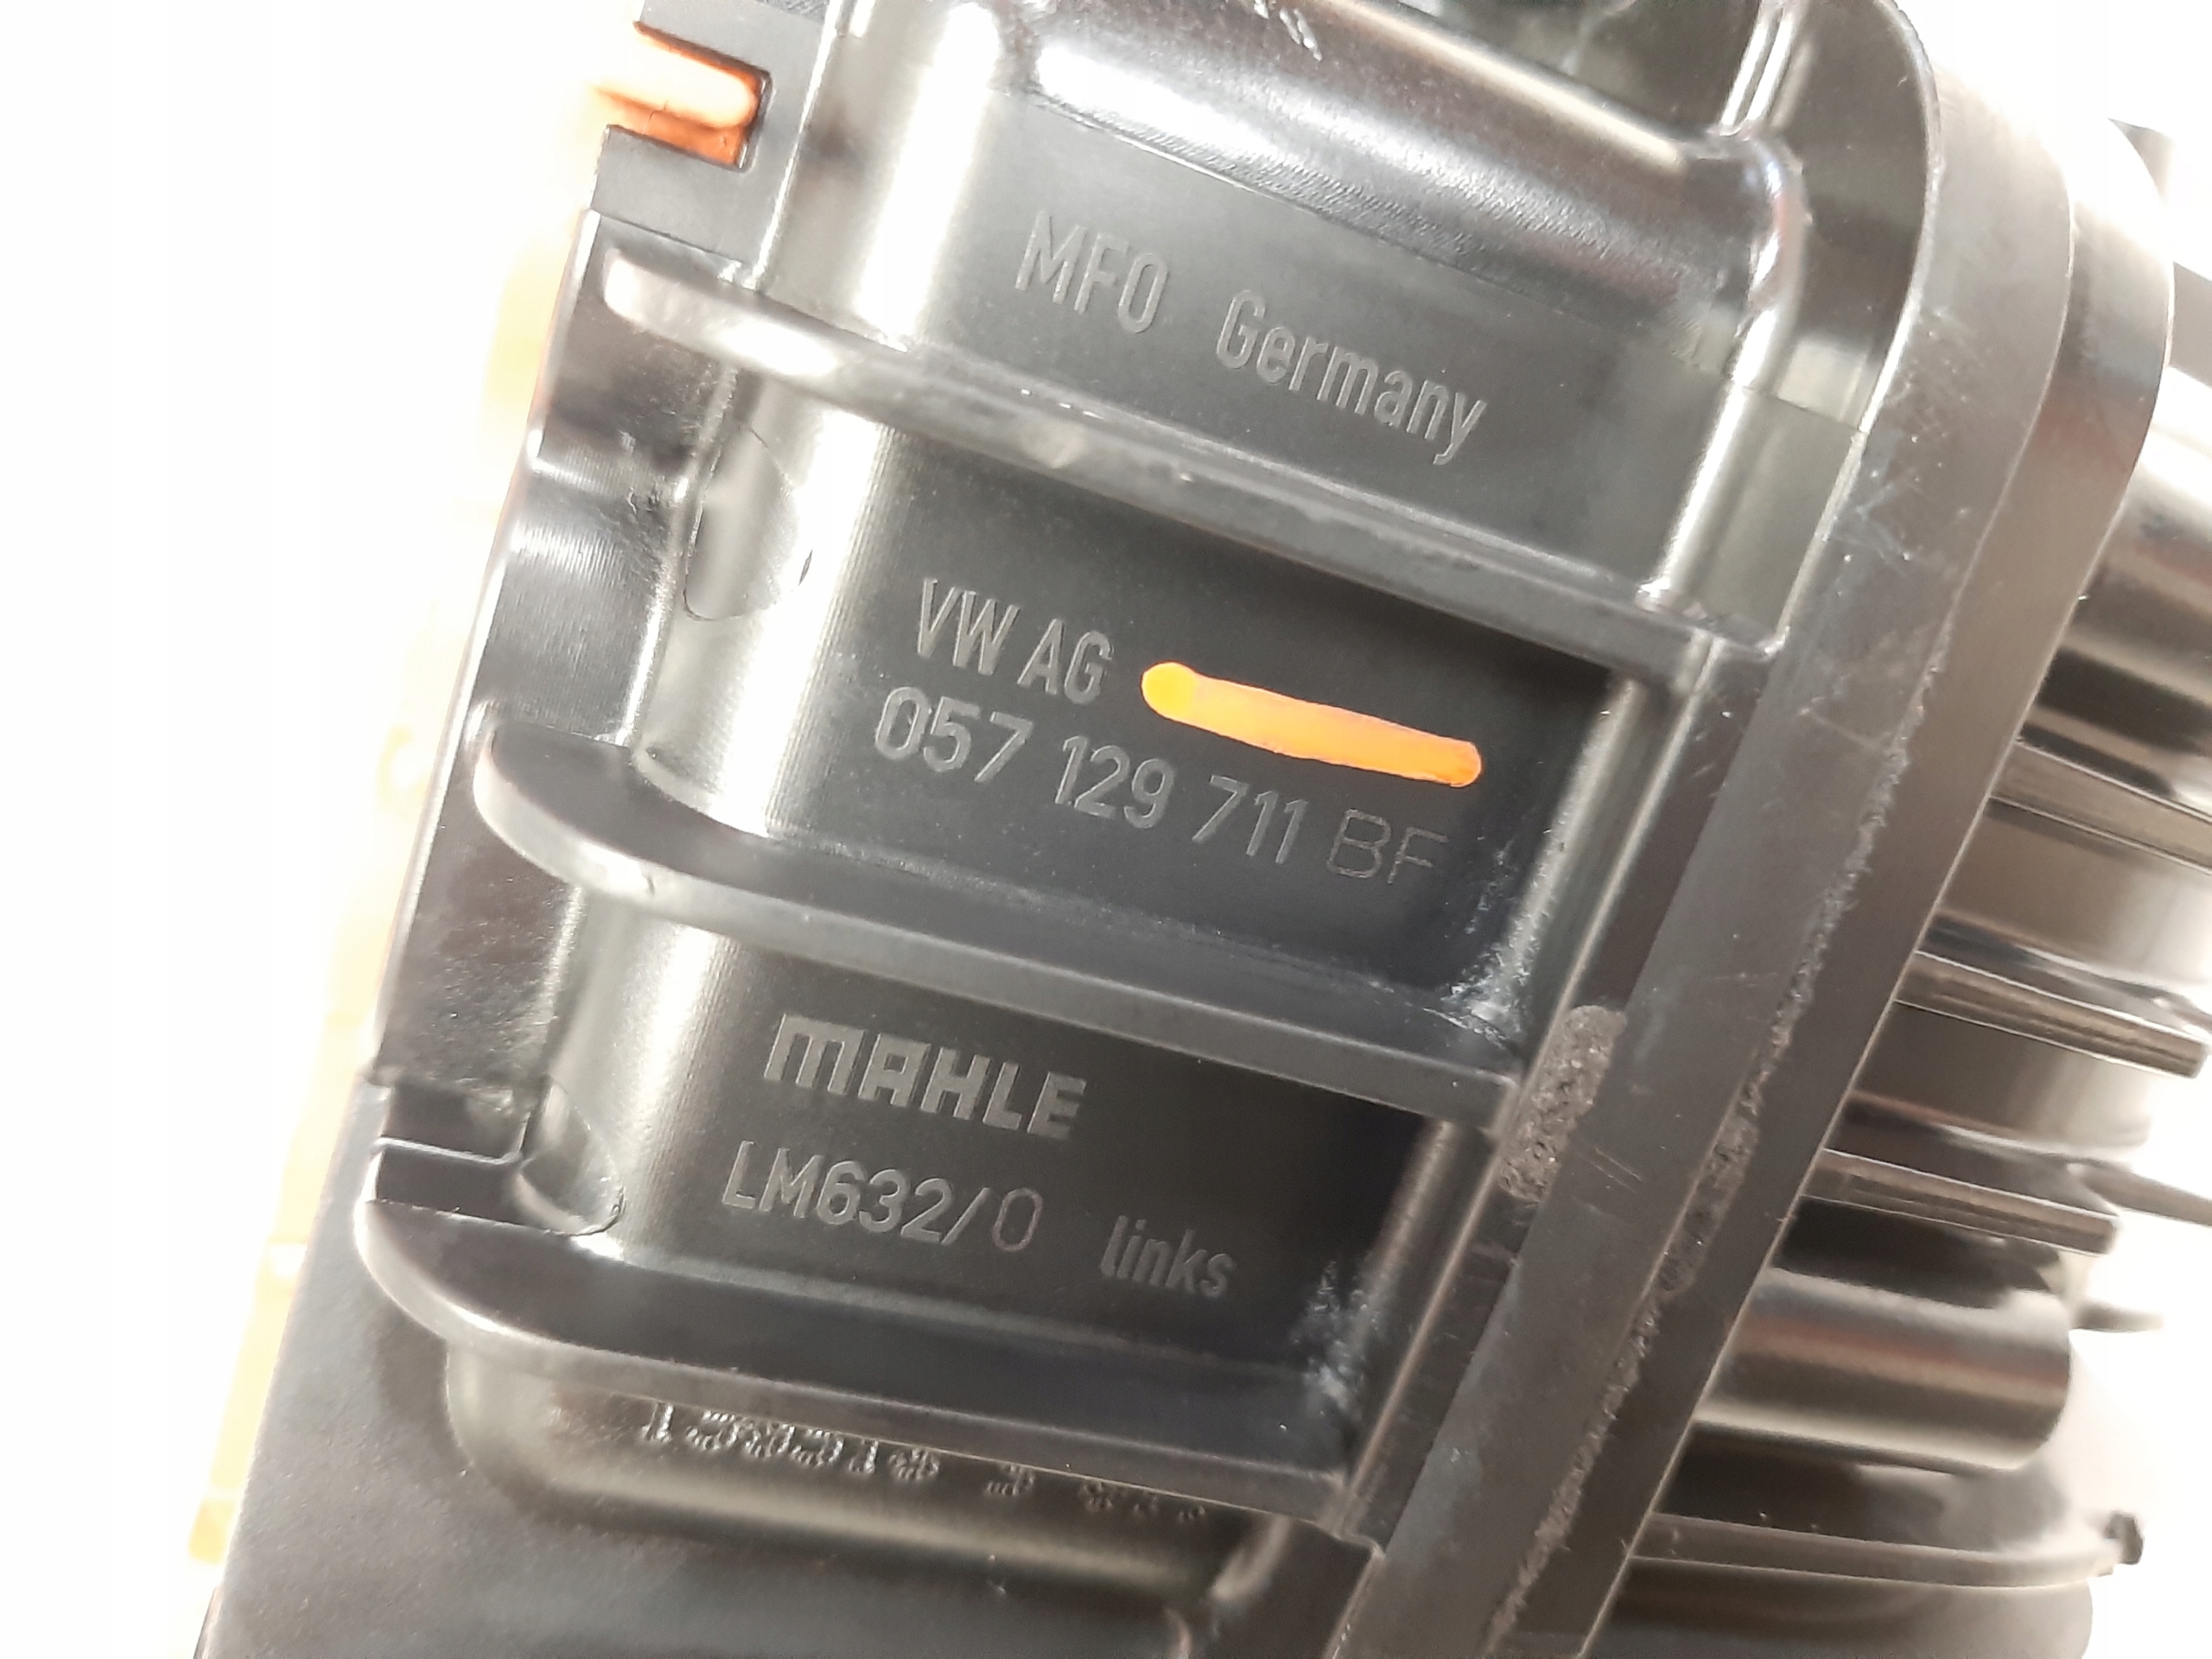 MFO Germany
VW AG
057 129 711 BF
MAHLE
LM632/0 links